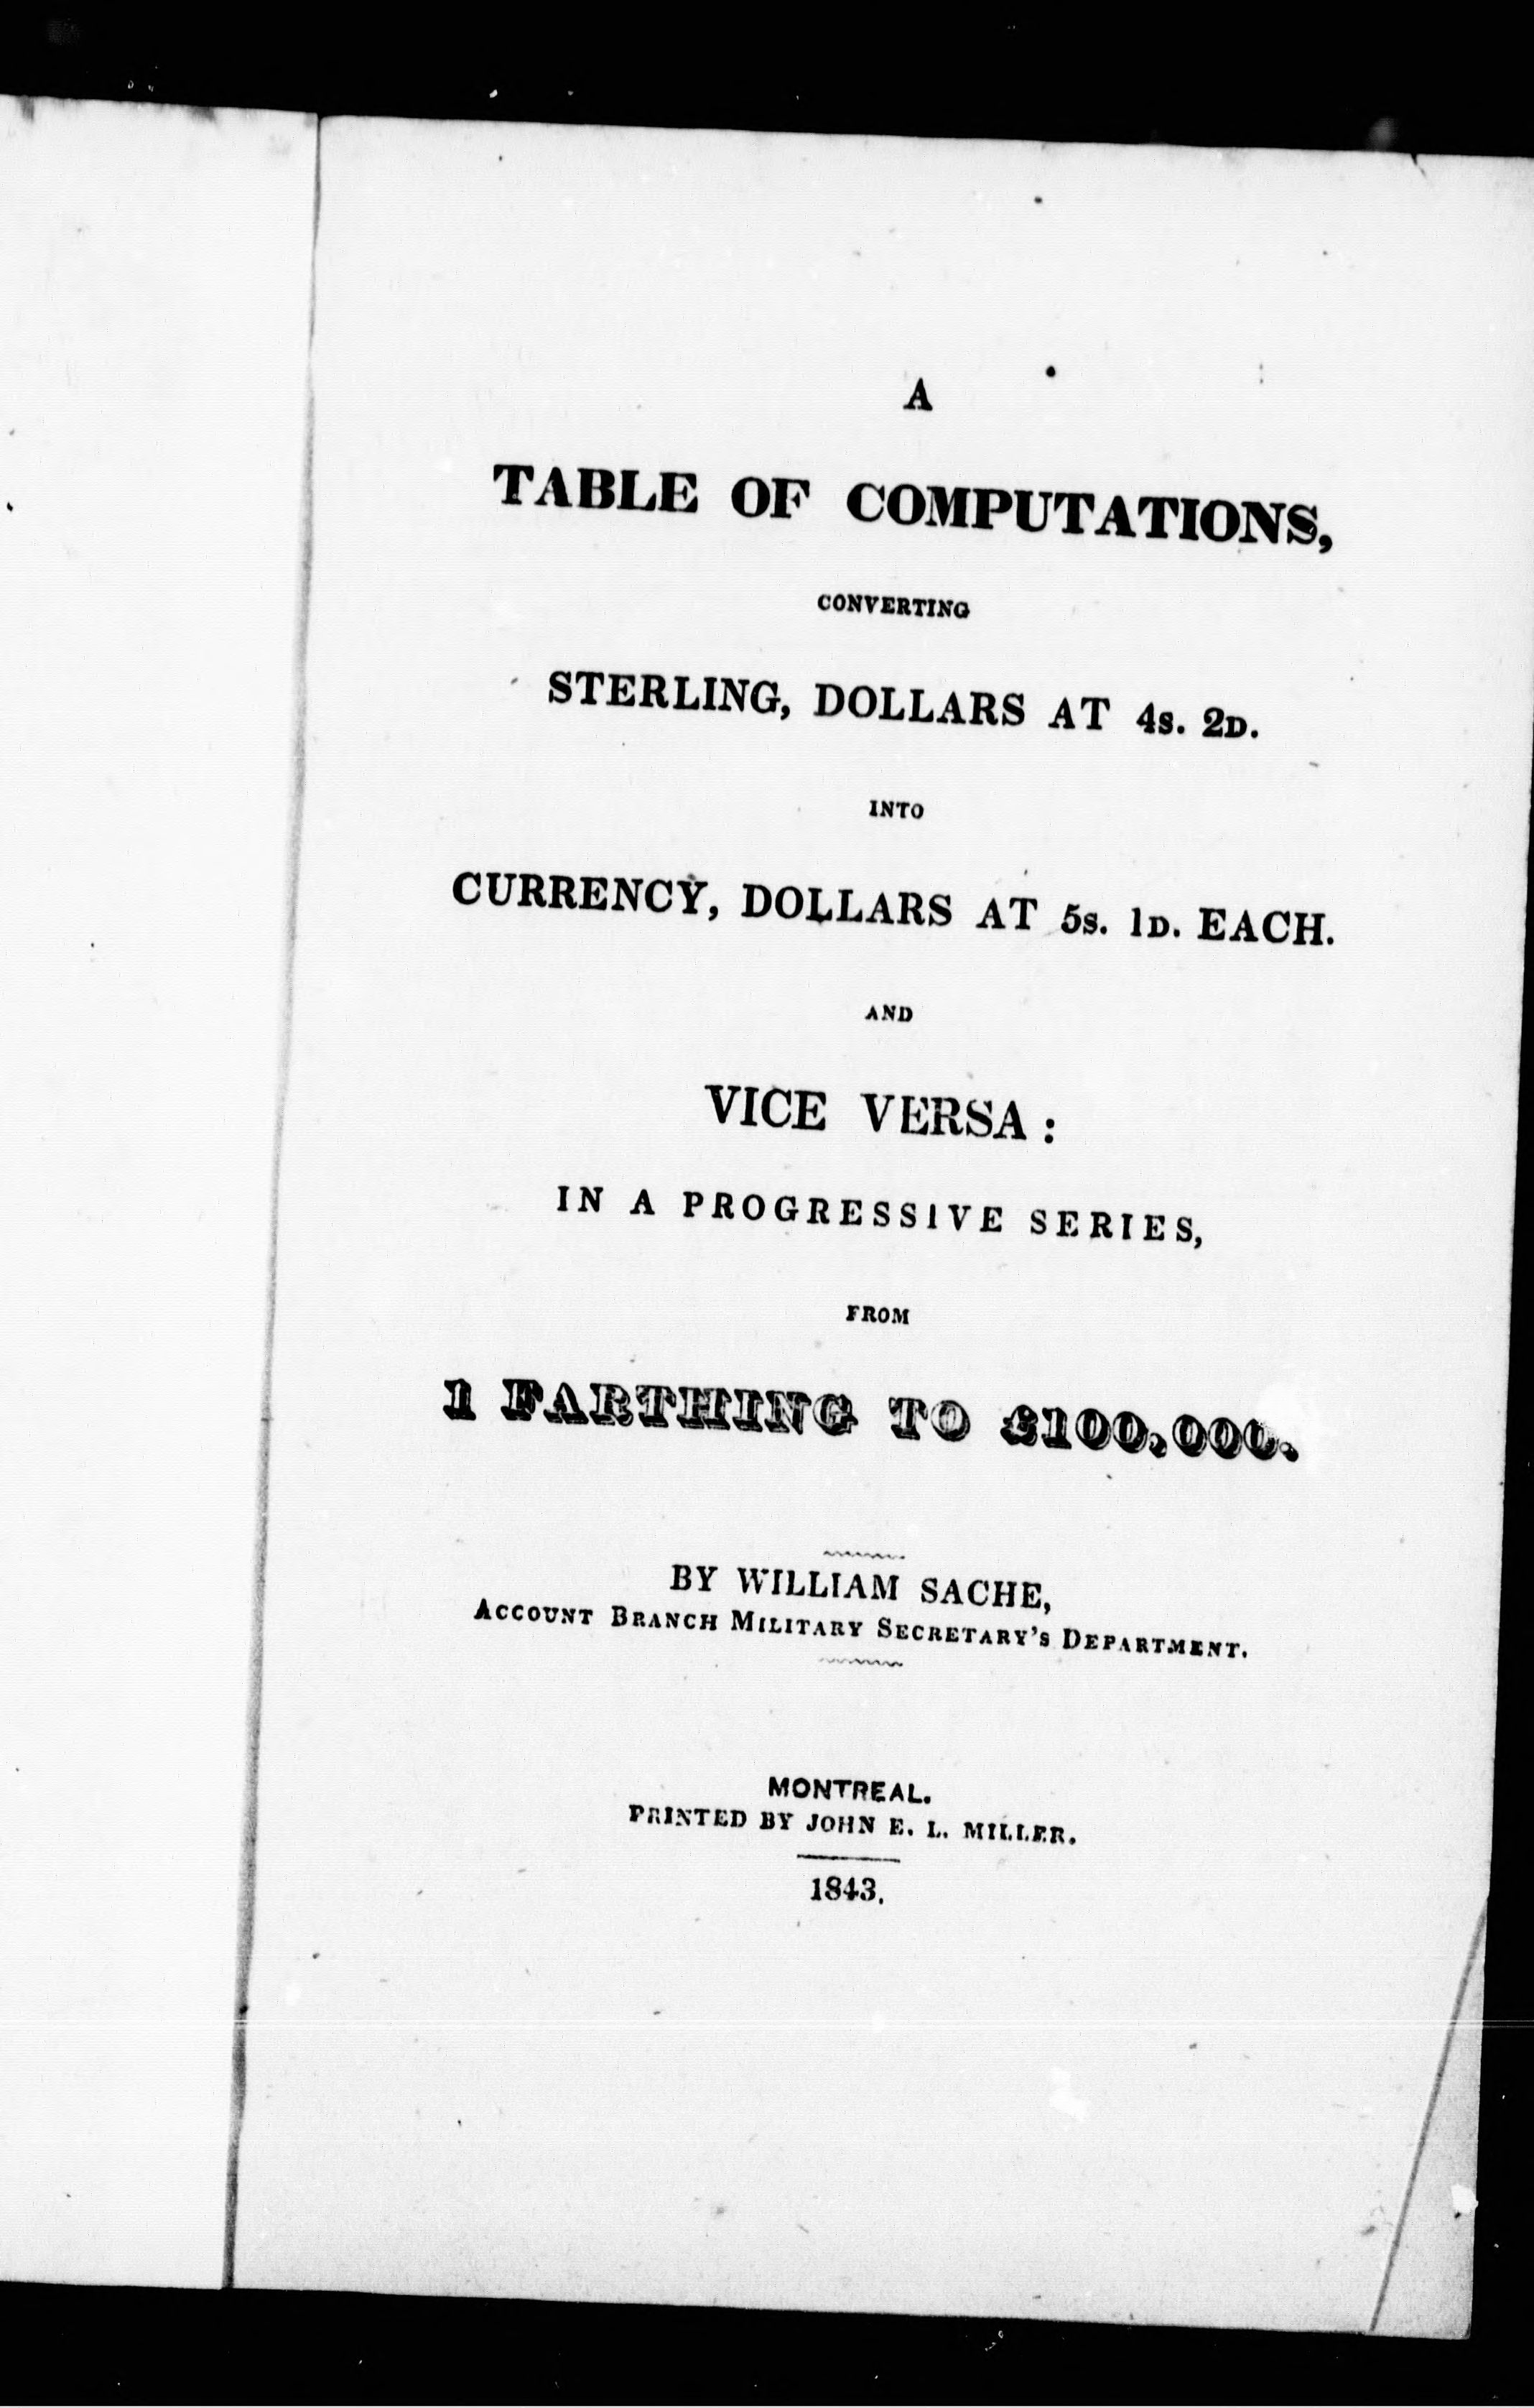 A
TABLE OF COMPUTATIONS,
CONVERTING
STERLING, DOLLARS AT 4s. 2D.
INTO
CURRENCY, DOLLARS AT 5s. 1D. EACH.
AND
VICE VERSA:
IN A PROGRESSIVE SERIES,
FROM
1 FARTHING TO £100,000.
BY WILLIAM SACHE,
ACCOUNT BRANCH MILITARY SECRETARY'S DEPARTMENT.
MONTREAL.
PRINTED BY JOHN E. L. MILLER.
1843.